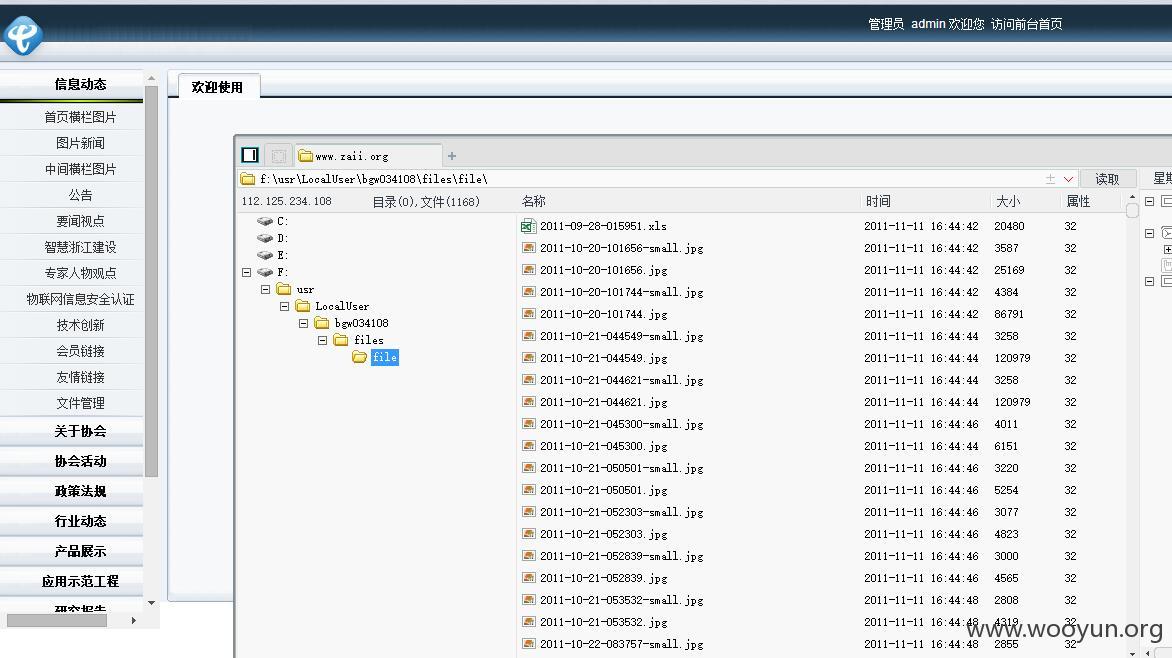 管理员 admin 欢迎您 访问前台首页
信息动态
首页横栏图片
图片新闻
中间横栏图片
公告
要闻视点
智慧浙江建设
专家人物观点
物联网信息安全认证
技术创新
会员链接
友情链接
文件管理
关于协会
协会活动
政策法规
行业动态
产品展示
应用示范工程
研究报告
欢迎使用
www.zaii.org
f:\usr\LocalUser\bgw034108\files\file\ 读取
112.125.234.108 目录(0),文件(1168)
C:
D:
E:
F:
usr
LocalUser
bgw034108
files
file
名称 时间 大小 属性
2011-09-28-015951.xls 2011-11-11 16:44:42 20480 32
2011-10-20-101656-small.jpg 2011-11-11 16:44:42 3587 32
2011-10-20-101656.jpg 2011-11-11 16:44:42 25169 32
2011-10-20-101744-small.jpg 2011-11-11 16:44:42 4384 32
2011-10-20-101744.jpg 2011-11-11 16:44:42 86791 32
2011-10-21-044549-small.jpg 2011-11-11 16:44:44 3258 32
2011-10-21-044549.jpg 2011-11-11 16:44:44 120979 32
2011-10-21-044621-small.jpg 2011-11-11 16:44:44 3258 32
2011-10-21-044621.jpg 2011-11-11 16:44:44 120979 32
2011-10-21-045300-small.jpg 2011-11-11 16:44:46 4011 32
2011-10-21-045300.jpg 2011-11-11 16:44:44 6151 32
2011-10-21-050501-small.jpg 2011-11-11 16:44:46 3220 32
2011-10-21-050501.jpg 2011-11-11 16:44:46 5254 32
2011-10-21-052303-small.jpg 2011-11-11 16:44:46 3077 32
2011-10-21-052303.jpg 2011-11-11 16:44:46 4823 32
2011-10-21-052839-small.jpg 2011-11-11 16:44:46 3000 32
2011-10-21-052839.jpg 2011-11-11 16:44:46 4565 32
2011-10-21-053532-small.jpg 2011-11-11 16:44:48 2808 32
2011-10-21-053532.jpg 2011-11-11 16:44:48 4319 32
2011-10-22-083757-small.jpg 2011-11-11 16:44:48 2855 32
星期
www.wooyun.org